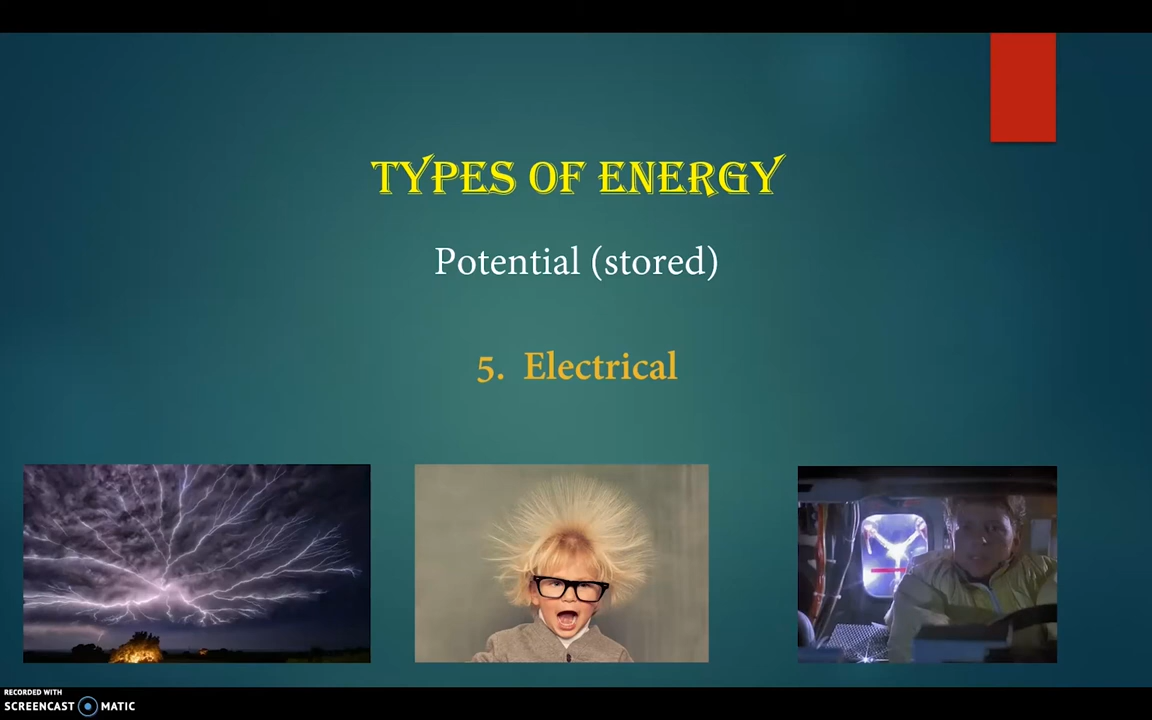 TYPES OF ENERGY
Potential (stored)
5. Electrical
RECORDED WITH
SCREENCAST MATIC